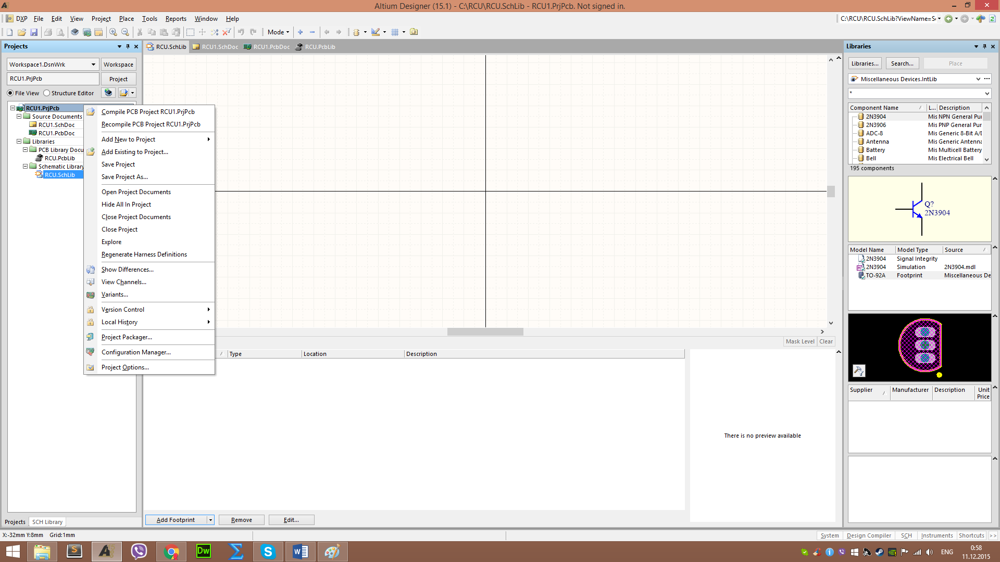 Altium Designer (15.1) - C:\RCU\RCU.SchLib - RCU1.PrjPcb. Not signed in.
DXP File Edit View Project Place Tools Reports Window Help
C:\RCU\RCU.SchLib?ViewName=S
Mode
Projects
Workspace1.DsnWrk Workspace
RCU1.PrjPcb Project
File View Structure Editor
RCU1.PrjPcb
Source Documents
RCU1.SchDoc
RCU1.PcbDoc
Libraries
PCB Library Docu
RCU.PcbLib
Schematic Library
RCU.SchLib
Projects SCH Library
RCU.SchLib RCU1.SchDoc RCU1.PcbDoc RCU.PcbLib
Compile PCB Project RCU1.PrjPcb
Recompile PCB Project RCU1.PrjPcb
Add New to Project
Add Existing to Project...
Save Project
Save Project As...
Open Project Documents
Hide All In Project
Close Project Documents
Close Project
Explore
Regenerate Harness Definitions
Show Differences...
View Channels...
Variants...
Version Control
Local History
Project Packager...
Configuration Manager...
Project Options...
Mask Level Clear
Type Location Description
There is no preview available
Add Footprint Remove Edit...
Libraries
Libraries... Search... Place
Miscellaneous Devices.IntLib ...
*
Component Name L... Description
2N3904 Mis NPN General Pur
2N3906 Mis PNP General Pur
ADC-8 Mis Generic 8-Bit A/D
Antenna Mis Generic Antenna
Battery Mis Multicell Battery
Bell Mis Electrical Bell
195 components
Q?
2N3904
Model Name Model Type Source
2N3904 Signal Integrity
2N3904 Simulation 2N3904.mdl
TO-92A Footprint Miscellaneous De
Supplier Manufacturer Description Unit Price
X:-32mm Y:8mm Grid:1mm
System Design Compiler SCH Instruments Shortcuts >>
Dw
ENG
0:58
11.12.2015